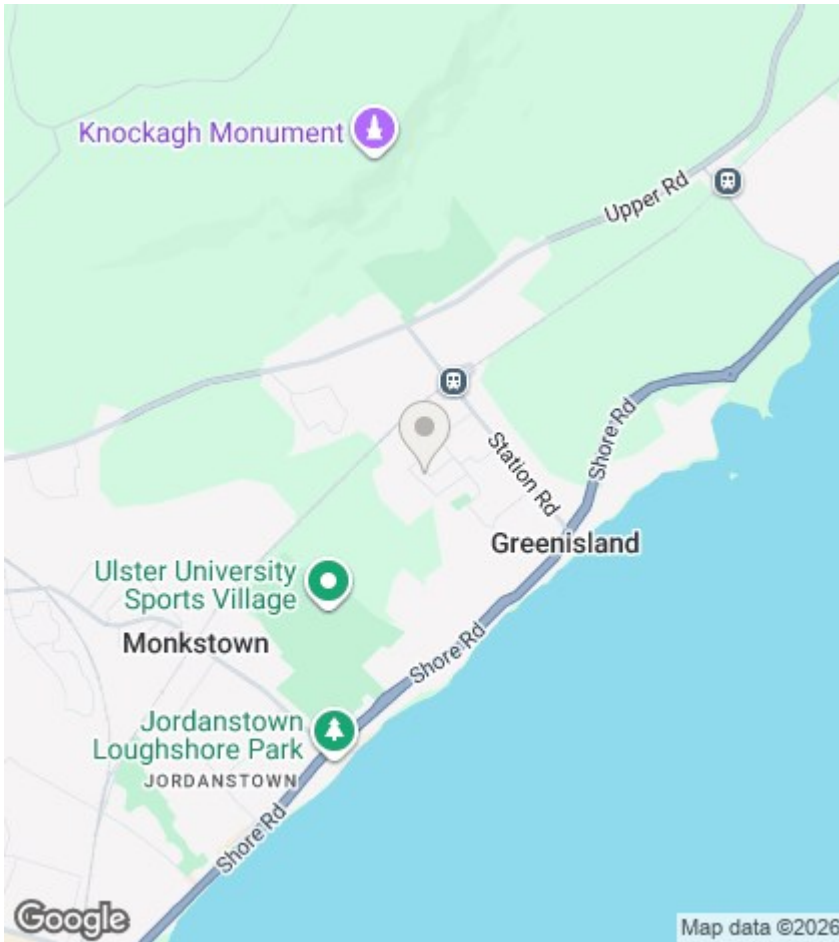 Knockagh Monument
Upper Rd
Station Rd
Shore Rd
Greenisland
Ulster University
Sports Village
Monkstown
Shore Rd
Jordanstown
Loughshore Park
JORDANSTOWN
Shore Rd
Google
Map data ©2026